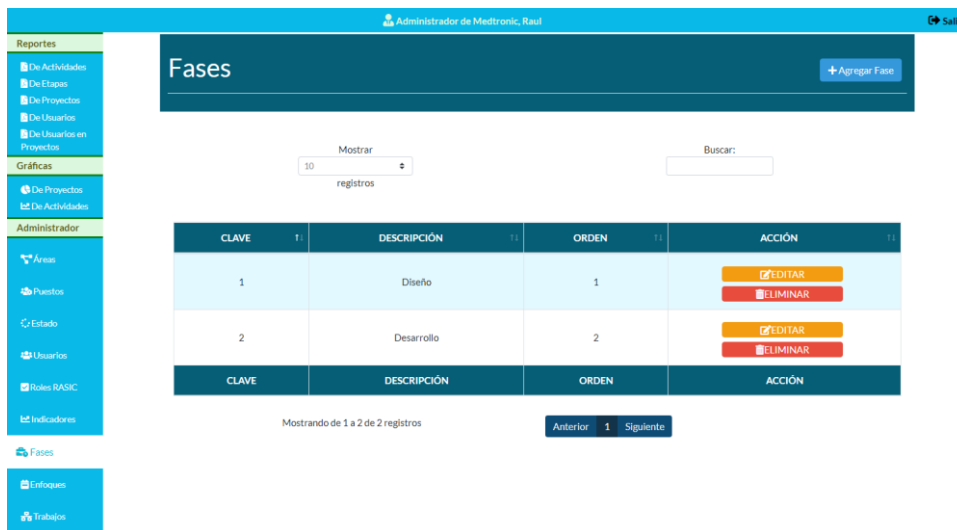 Administrador de Medtronic, Raul
Sali
Reportes
De Actividades
De Etapas
De Proyectos
De Usuarios
De Usuarios en
Proyectos
Gráficas
De Proyectos
De Actividades
Administrador
Áreas
Puestos
Estado
Usuarios
Roles RASIC
Indicadores
Fases
Enfoques
Trabajos
Fases
+ Agregar Fase
Mostrar
10
registros
Buscar:
CLAVE DESCRIPCIÓN ORDEN ACCIÓN
1 Diseño 1 EDITAR
ELIMINAR
2 Desarrollo 2 EDITAR
ELIMINAR
CLAVE DESCRIPCIÓN ORDEN ACCIÓN
Mostrando de 1 a 2 de 2 registros
Anterior 1 Siguiente